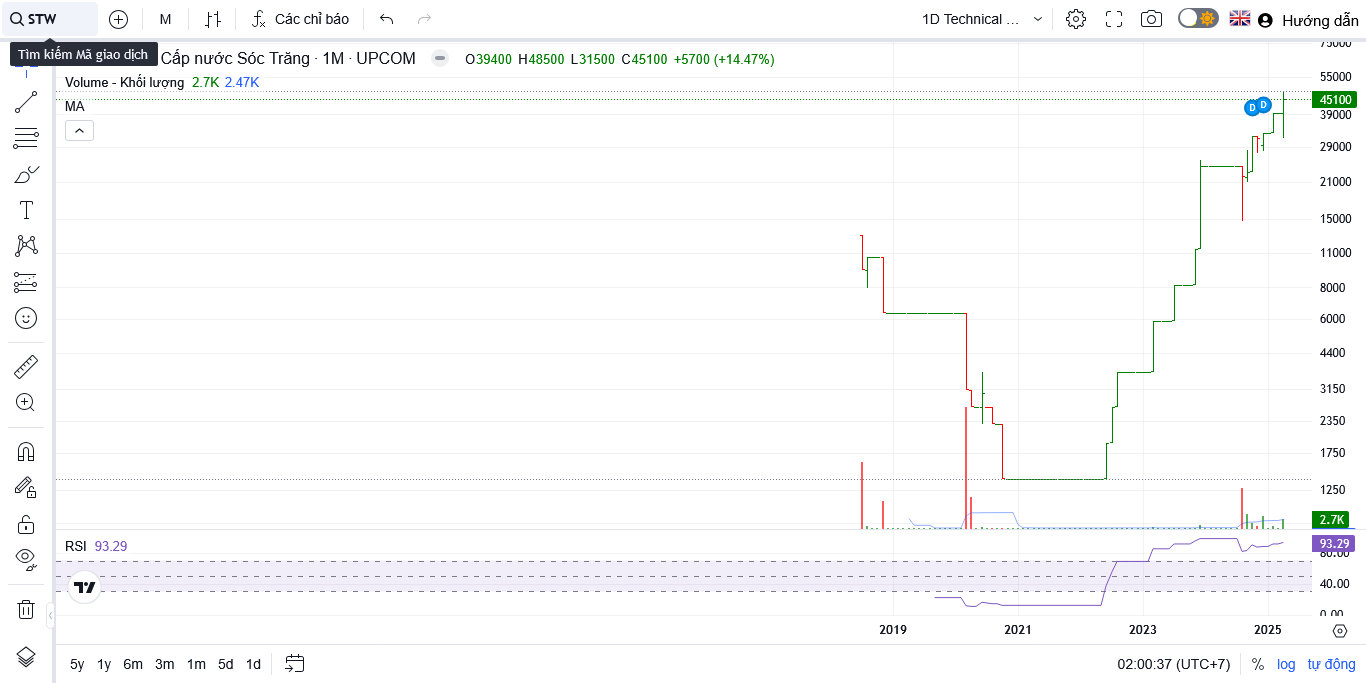 STW
M
Các chỉ báo
1D Technical ...
Hướng dẫn
Tìm kiếm Mã giao dịch
Cấp nước Sóc Trăng · 1M · UPCOM
O39400 H48500 L31500 C45100 +5700 (+14.47%)
Volume - Khối lượng 2.7K 2.47K
MA
D D
75000
55000
45100
39000
29000
21000
15000
11000
8000
6000
4400
3150
2350
1750
1250
2.7K
RSI 93.29
93.29
80.00
40.00
0.00
2019 2021 2023 2025
5y 1y 6m 3m 1m 5d 1d
02:00:37 (UTC+7) % log tự động